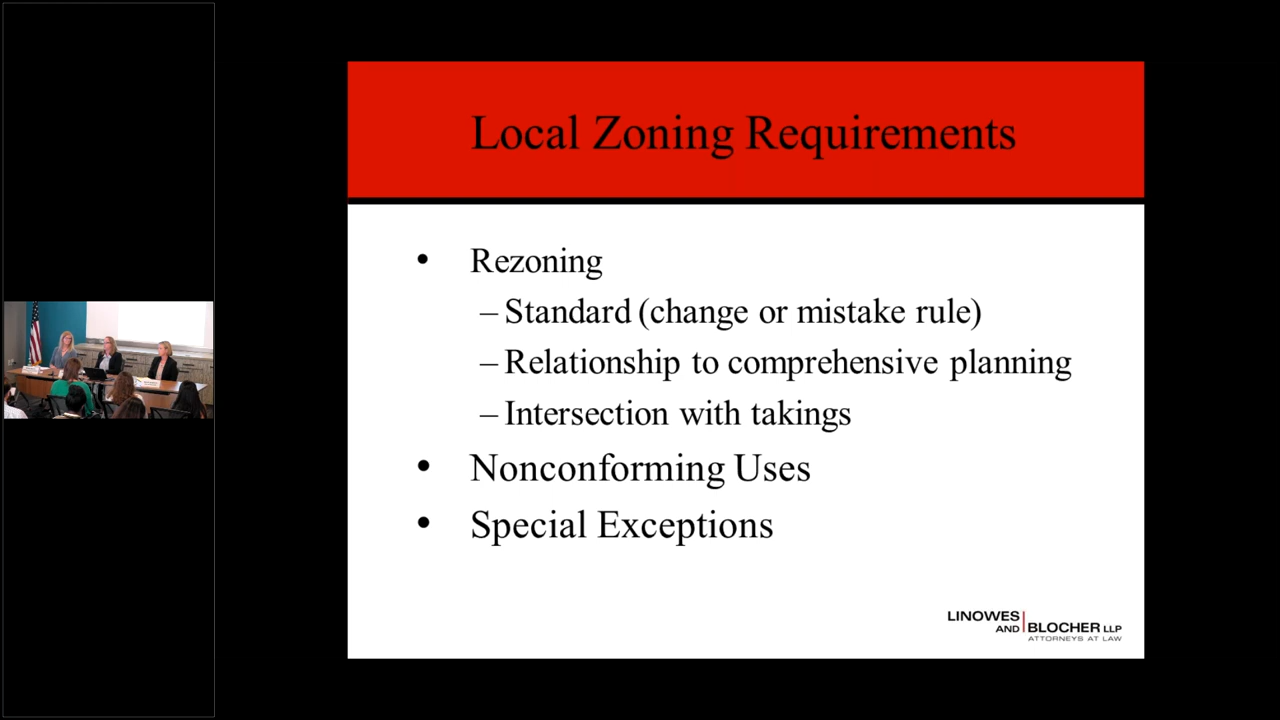 Local Zoning Requirements
• Rezoning
– Standard (change or mistake rule)
– Relationship to comprehensive planning
– Intersection with takings
• Nonconforming Uses
• Special Exceptions
LINOWES
AND BLOCHER LLP
ATTORNEYS AT LAW